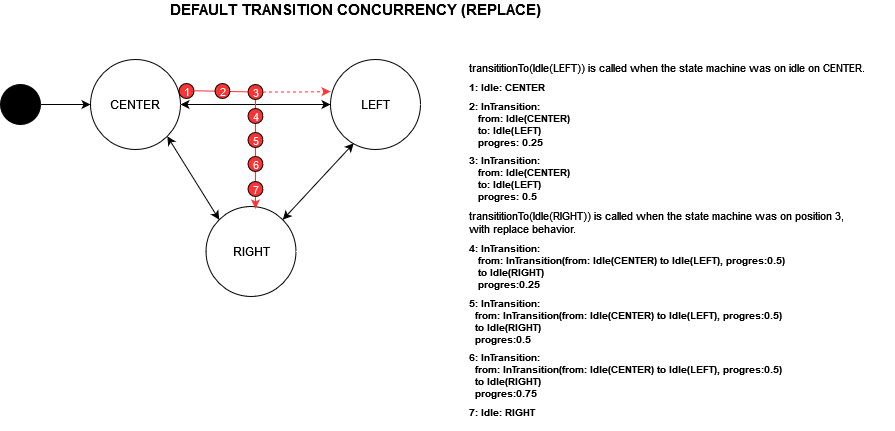 DEFAULT TRANSITION CONCURRENCY (REPLACE)
CENTER
LEFT
RIGHT
1
2
3
4
5
6
7
transititionTo(Idle(LEFT)) is called when the state machine was on idle on CENTER.
1: Idle: CENTER
2: InTransition:
from: Idle(CENTER)
to: Idle(LEFT)
progres: 0.25
3: InTransition:
from: Idle(CENTER)
to: Idle(LEFT)
progres: 0.5
transititionTo(Idle(RIGHT)) is called when the state machine was on position 3,
with replace behavior.
4: InTransition:
from: InTransition(from: Idle(CENTER) to Idle(LEFT), progres:0.5)
to Idle(RIGHT)
progres:0.25
5: InTransition:
from: InTransition(from: Idle(CENTER) to Idle(LEFT), progres:0.5)
to Idle(RIGHT)
progres:0.5
6: InTransition:
from: InTransition(from: Idle(CENTER) to Idle(LEFT), progres:0.5)
to Idle(RIGHT)
progres:0.75
7: Idle: RIGHT